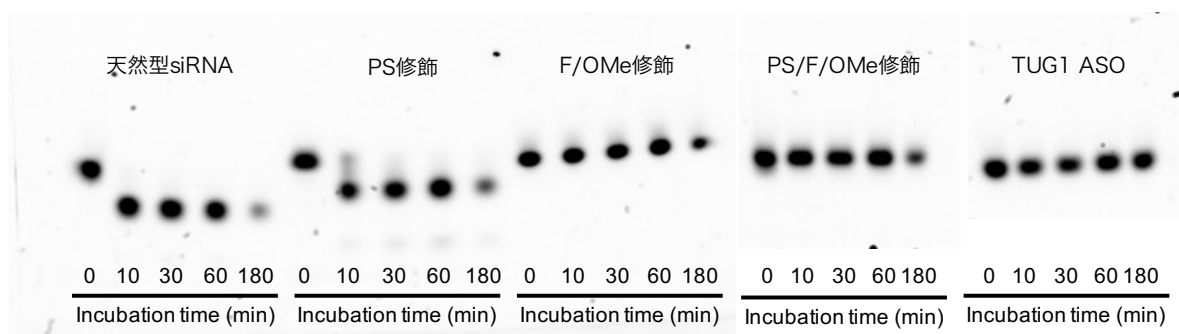 天然型siRNA
PS修飾
F/OMe修飾
PS/F/OMe修飾
TUG1 ASO
0 10 30 60 180
0 10 30 60 180
0 10 30 60 180
0 10 30 60 180
0 10 30 60 180
Incubation time (min)
Incubation time (min)
Incubation time (min)
Incubation time (min)
Incubation time (min)